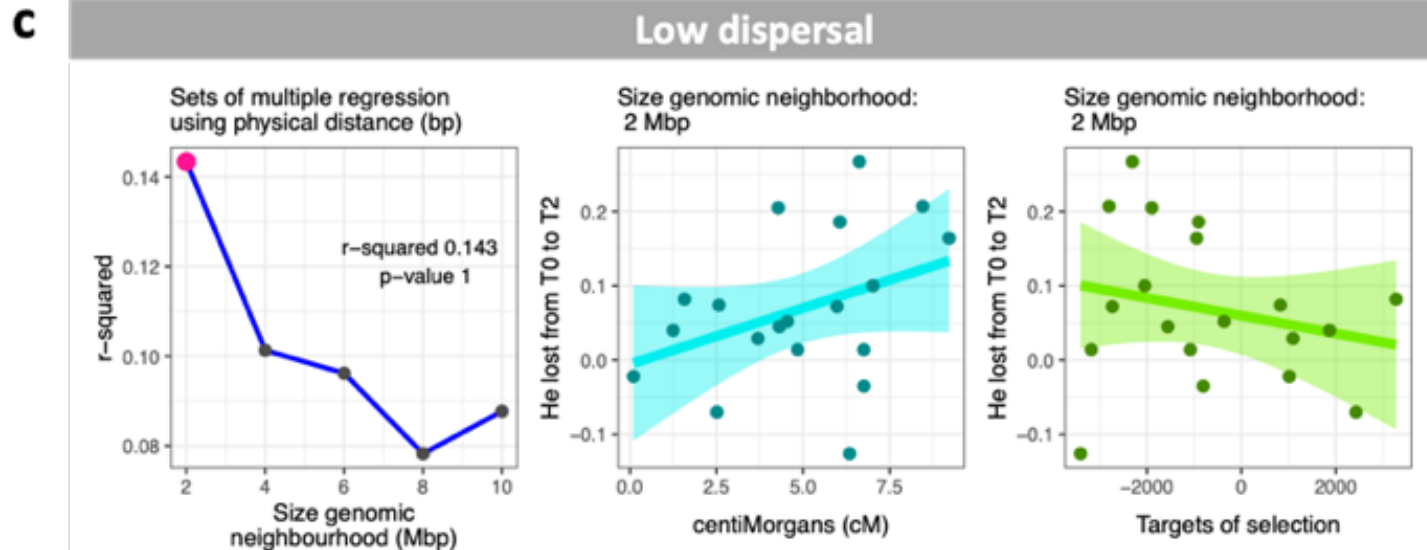 c
Low dispersal
Sets of multiple regression
using physical distance (bp)
r-squared
0.14
0.12
0.10
0.08
r-squared 0.143
p-value 1
2 4 6 8 10
Size genomic
neighbourhood (Mbp)
Size genomic neighborhood:
2 Mbp
He lost from T0 to T2
0.2
0.1
0.0
-0.1
0.0 2.5 5.0 7.5
centiMorgans (cM)
Size genomic neighborhood:
2 Mbp
He lost from T0 to T2
0.2
0.1
0.0
-0.1
-2000 0 2000
Targets of selection